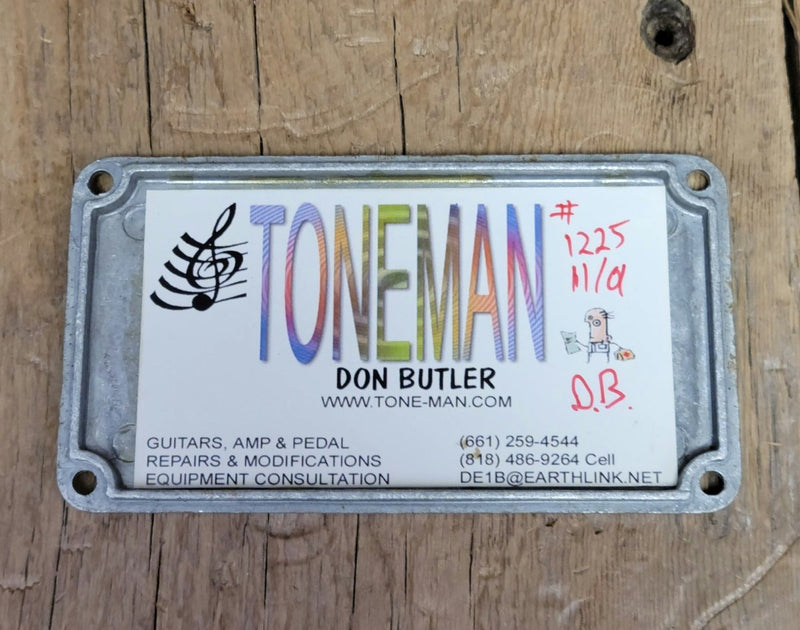 TONEMAN
# 1225
11/9
D.B.
DON BUTLER
WWW.TONE-MAN.COM
GUITARS, AMP & PEDAL
REPAIRS & MODIFICATIONS
EQUIPMENT CONSULTATION
(661) 259-4544
(818) 486-9264 Cell
DE1B@EARTHLINK.NET